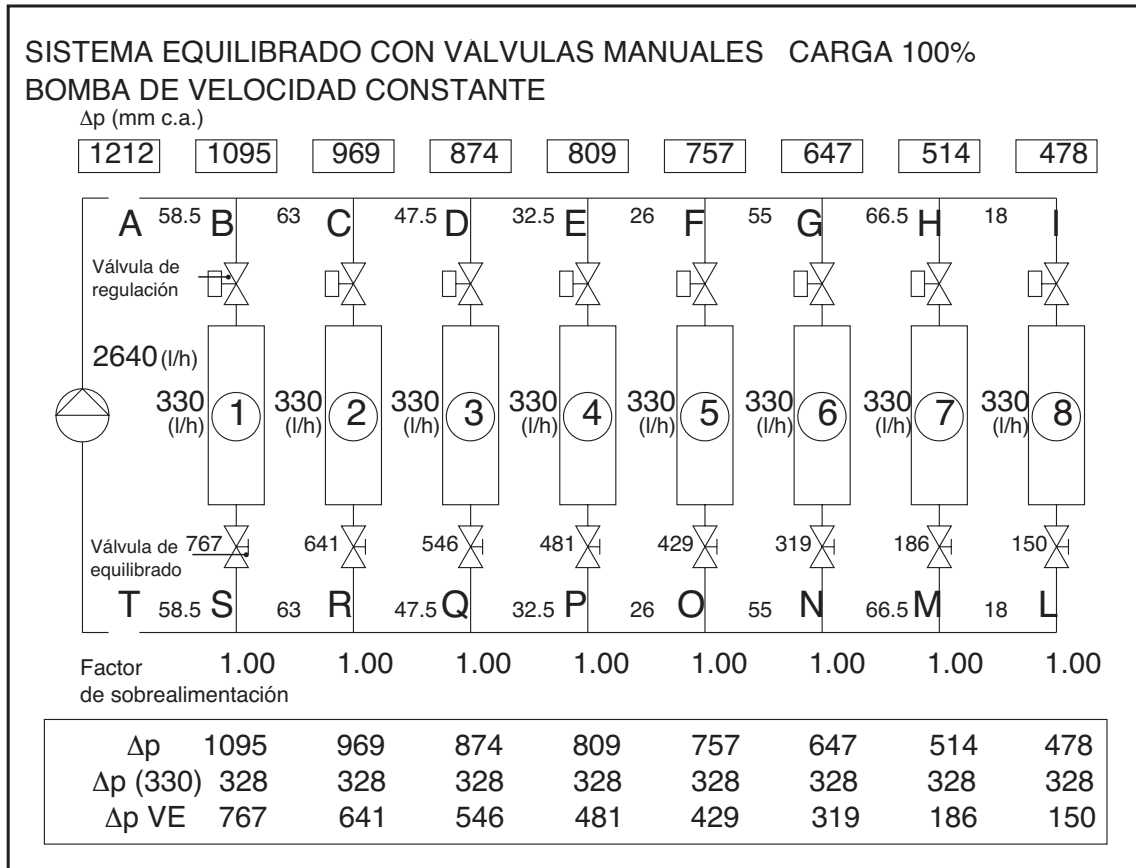 SISTEMA EQUILIBRADO CON VALVULAS MANUALES CARGA 100%
BOMBA DE VELOCIDAD CONSTANTE
Δp (mm c.a.)
1212 1095 969 874 809 757 647 514 478
A 58.5 B 63 C 47.5 D 32.5 E 26 F 55 G 66.5 H 18 I
Válvula de
regulación
2640 (l/h)
330 1 330 2 330 3 330 4 330 5 330 6 330 7 330 8
(l/h) (l/h) (l/h) (l/h) (l/h) (l/h) (l/h) (l/h)
Válvula de 767 641 546 481 429 319 186 150
equilibrado
T 58.5 S 63 R 47.5 Q 32.5 P 26 O 55 N 66.5 M 18 L
Factor 1.00 1.00 1.00 1.00 1.00 1.00 1.00 1.00
de sobrealimentación
Δp 1095 969 874 809 757 647 514 478
Δp (330) 328 328 328 328 328 328 328 328
Δp VE 767 641 546 481 429 319 186 150